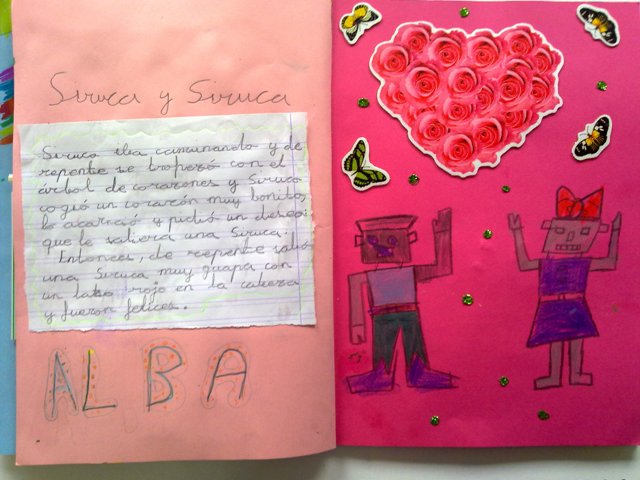 Siruca y Siruca
Siruco iba caminando y de
repente se tropezó con el
árbol de corazones y Siruco
cogió un corazón muy bonito,
lo acarició y pidió un deseo:
que le saliera una Siruca.
Entonces, de repente salió
una Siruca muy guapa con
un lazo rojo en la cabeza
y fueron felices.
ALBA